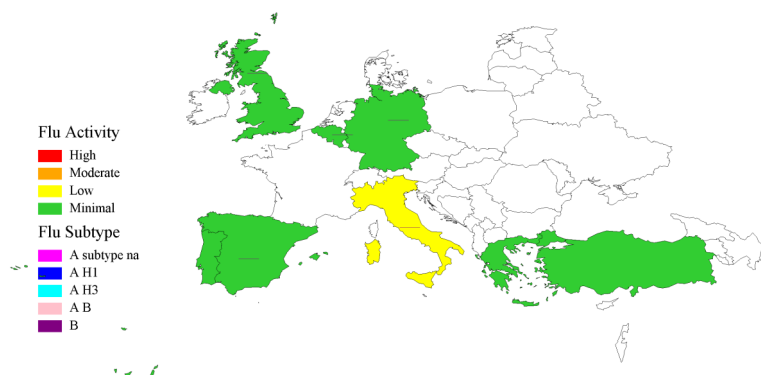 Flu Activity
High
Moderate
Low
Minimal
Flu Subtype
A subtype na
A H1
A H3
A B
B